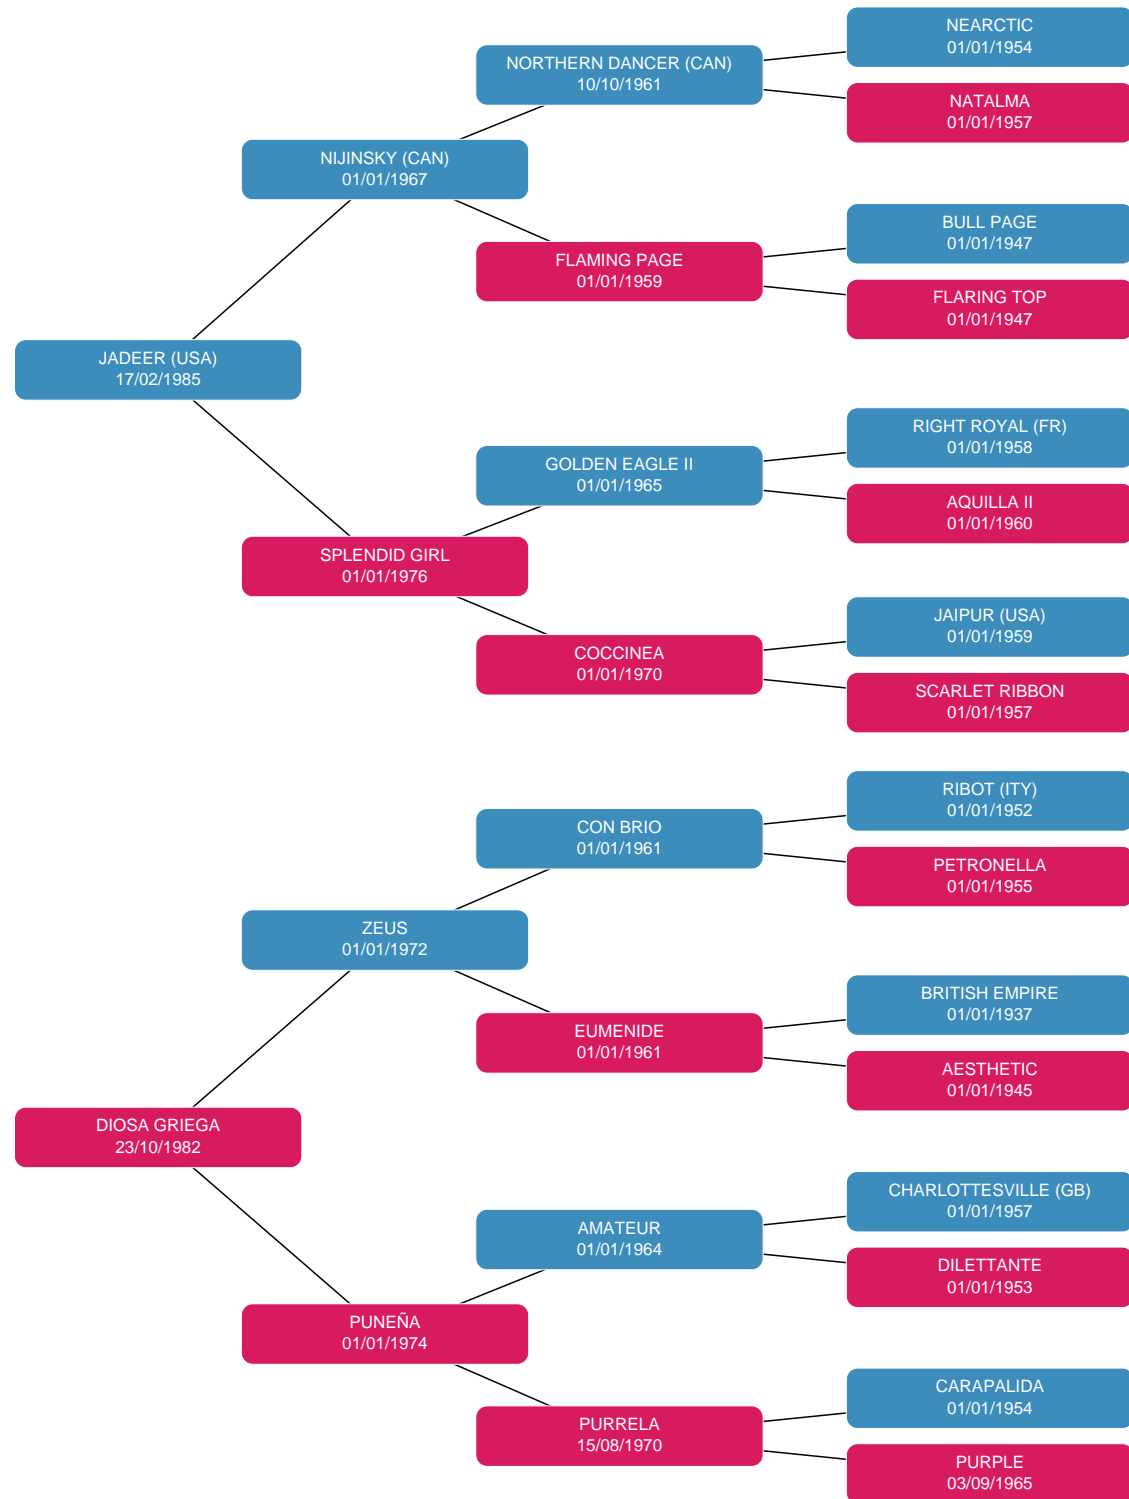 NEARCTIC
01/01/1954
NORTHERN DANCER (CAN)
10/10/1961
NATALMA
01/01/1957
NIJINSKY (CAN)
01/01/1967
BULL PAGE
01/01/1947
FLAMING PAGE
01/01/1959
FLARING TOP
01/01/1947
JADEER (USA)
17/02/1985
RIGHT ROYAL (FR)
01/01/1958
GOLDEN EAGLE II
01/01/1965
AQUILLA II
01/01/1960
SPLENDID GIRL
01/01/1976
JAIPUR (USA)
01/01/1959
COCCINEA
01/01/1970
SCARLET RIBBON
01/01/1957
RIBOT (ITY)
01/01/1952
CON BRIO
01/01/1961
PETRONELLA
01/01/1955
ZEUS
01/01/1972
BRITISH EMPIRE
01/01/1937
EUMENIDE
01/01/1961
AESTHETIC
01/01/1945
DIOSA GRIEGA
23/10/1982
CHARLOTTESVILLE (GB)
01/01/1957
AMATEUR
01/01/1964
DILETTANTE
01/01/1953
PUNEÑA
01/01/1974
CARAPALIDA
01/01/1954
PURRELA
15/08/1970
PURPLE
03/09/1965